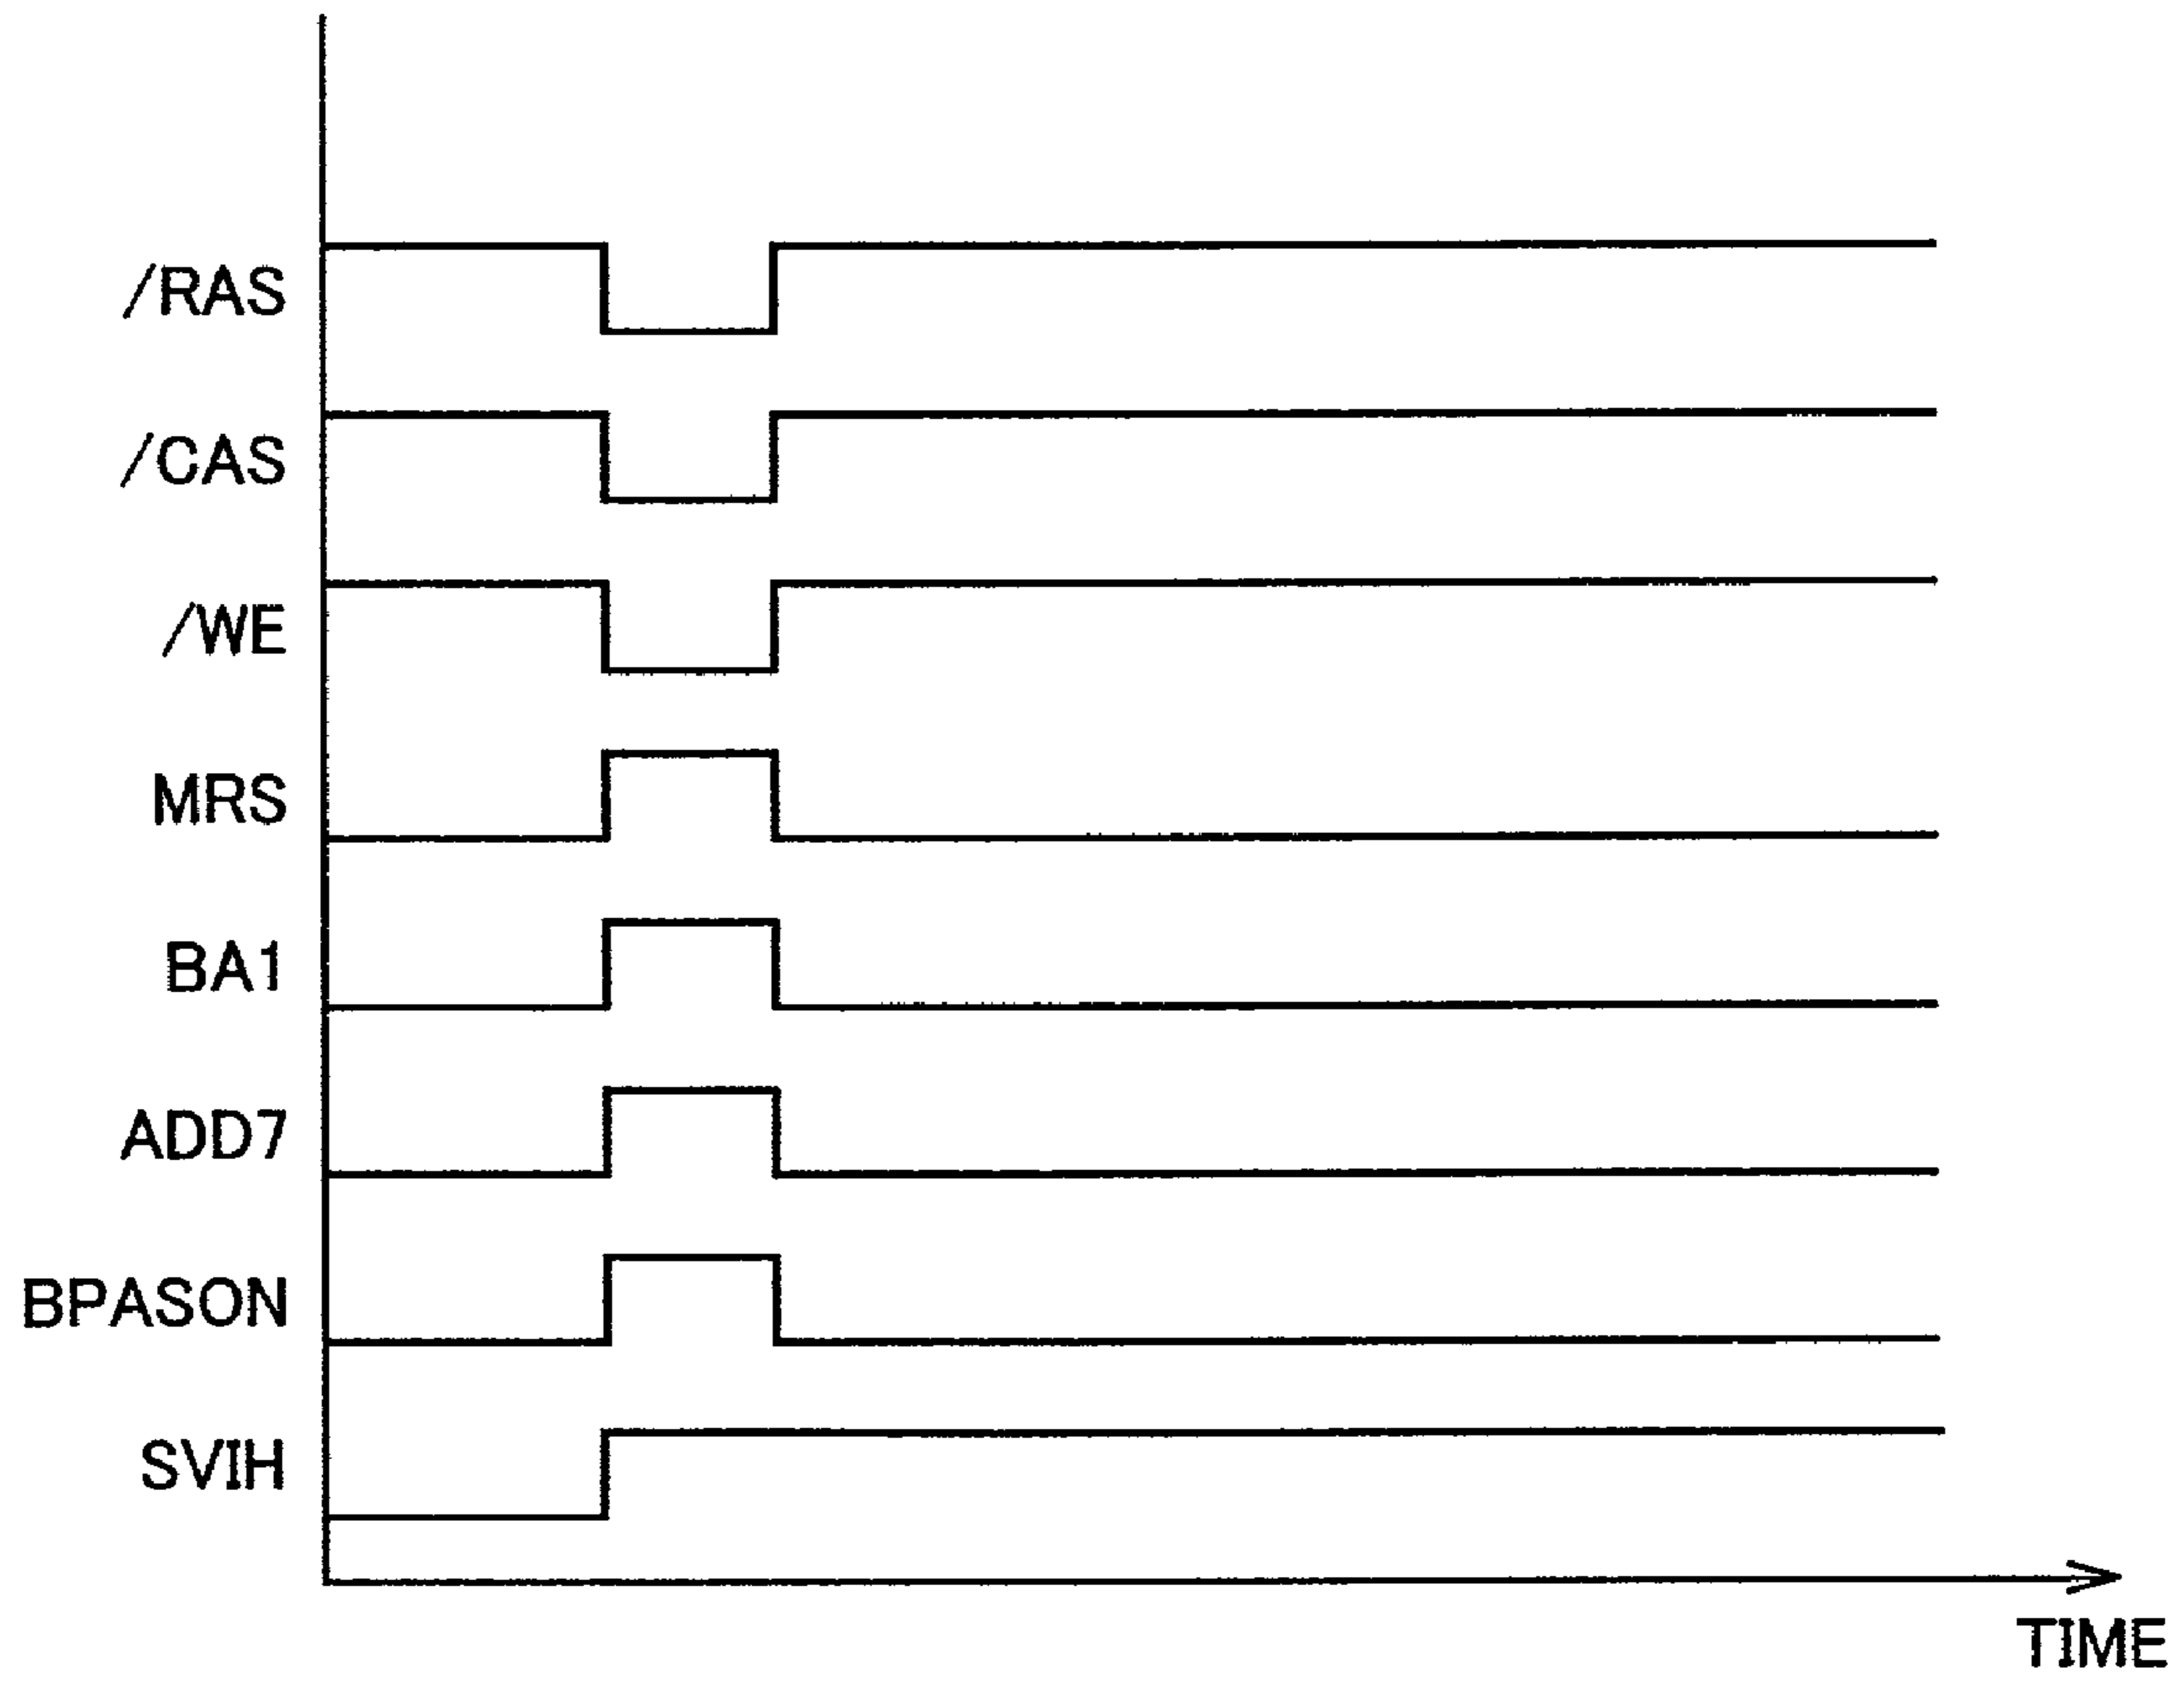 /RAS
/CAS
/WE
MRS
BA1
ADD7
BPASON
SVIH
TIME